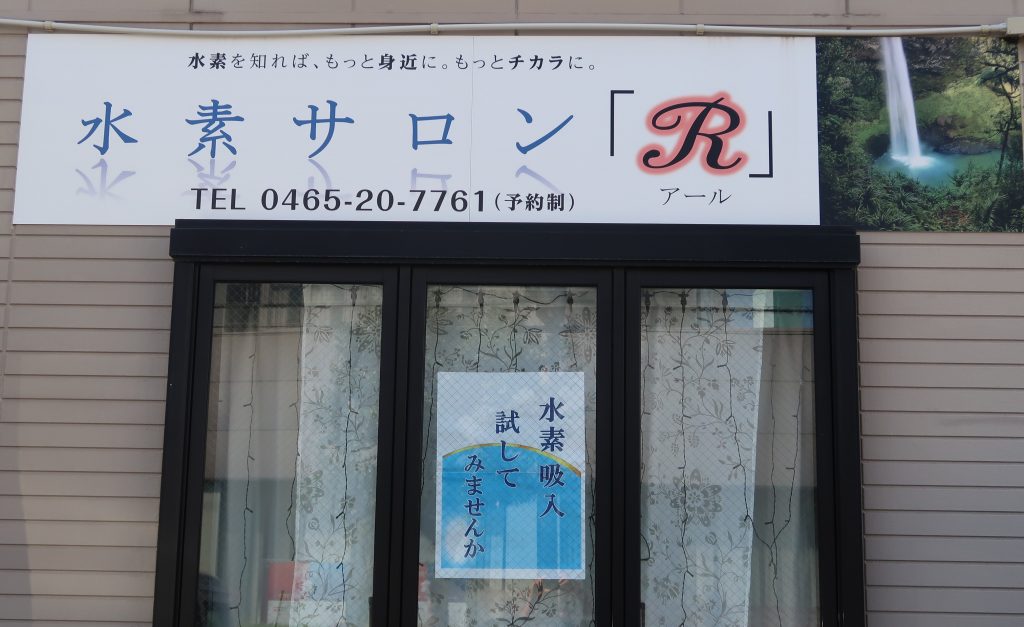 水素を知れば、もっと身近に。もっとチカラに。
水素サロン「R」
アール
TEL 0465-20-7761(予約制)
水素吸入
試して
みませんか